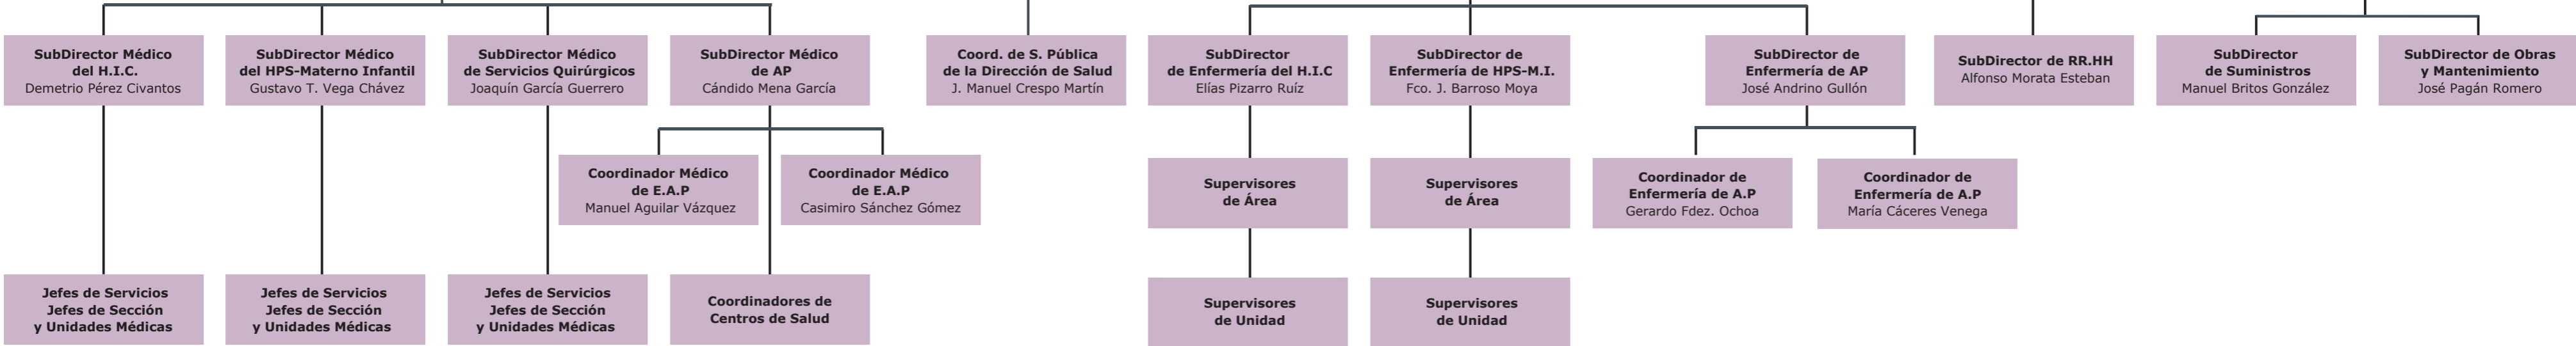 SubDirector Médico
del H.I.C.
Demetrio Pérez Civantos
SubDirector Médico
del HPS-Materno Infantil
Gustavo T. Vega Chávez
SubDirector Médico
de Servicios Quirúrgicos
Joaquín García Guerrero
SubDirector Médico
de AP
Cándido Mena García
Coord. de S. Pública
de la Dirección de Salud
J. Manuel Crespo Martín
SubDirector
de Enfermería del H.I.C
Elías Pizarro Ruíz
SubDirector de
Enfermería de HPS-M.I.
Fco. J. Barroso Moya
SubDirector de
Enfermería de AP
José Andrino Gullón
SubDirector de RR.HH
Alfonso Morata Esteban
SubDirector
de Suministros
Manuel Britos González
SubDirector de Obras
y Mantenimiento
José Pagán Romero
Coordinador Médico
de E.A.P
Manuel Aguilar Vázquez
Coordinador Médico
de E.A.P
Casimiro Sánchez Gómez
Supervisores
de Área
Supervisores
de Área
Coordinador de
Enfermería de A.P
Gerardo Fdez. Ochoa
Coordinador de
Enfermería de A.P
María Cáceres Venega
Jefes de Servicios
Jefes de Sección
y Unidades Médicas
Jefes de Servicios
Jefes de Sección
y Unidades Médicas
Jefes de Servicios
Jefes de Sección
y Unidades Médicas
Coordinadores de
Centros de Salud
Supervisores
de Unidad
Supervisores
de Unidad